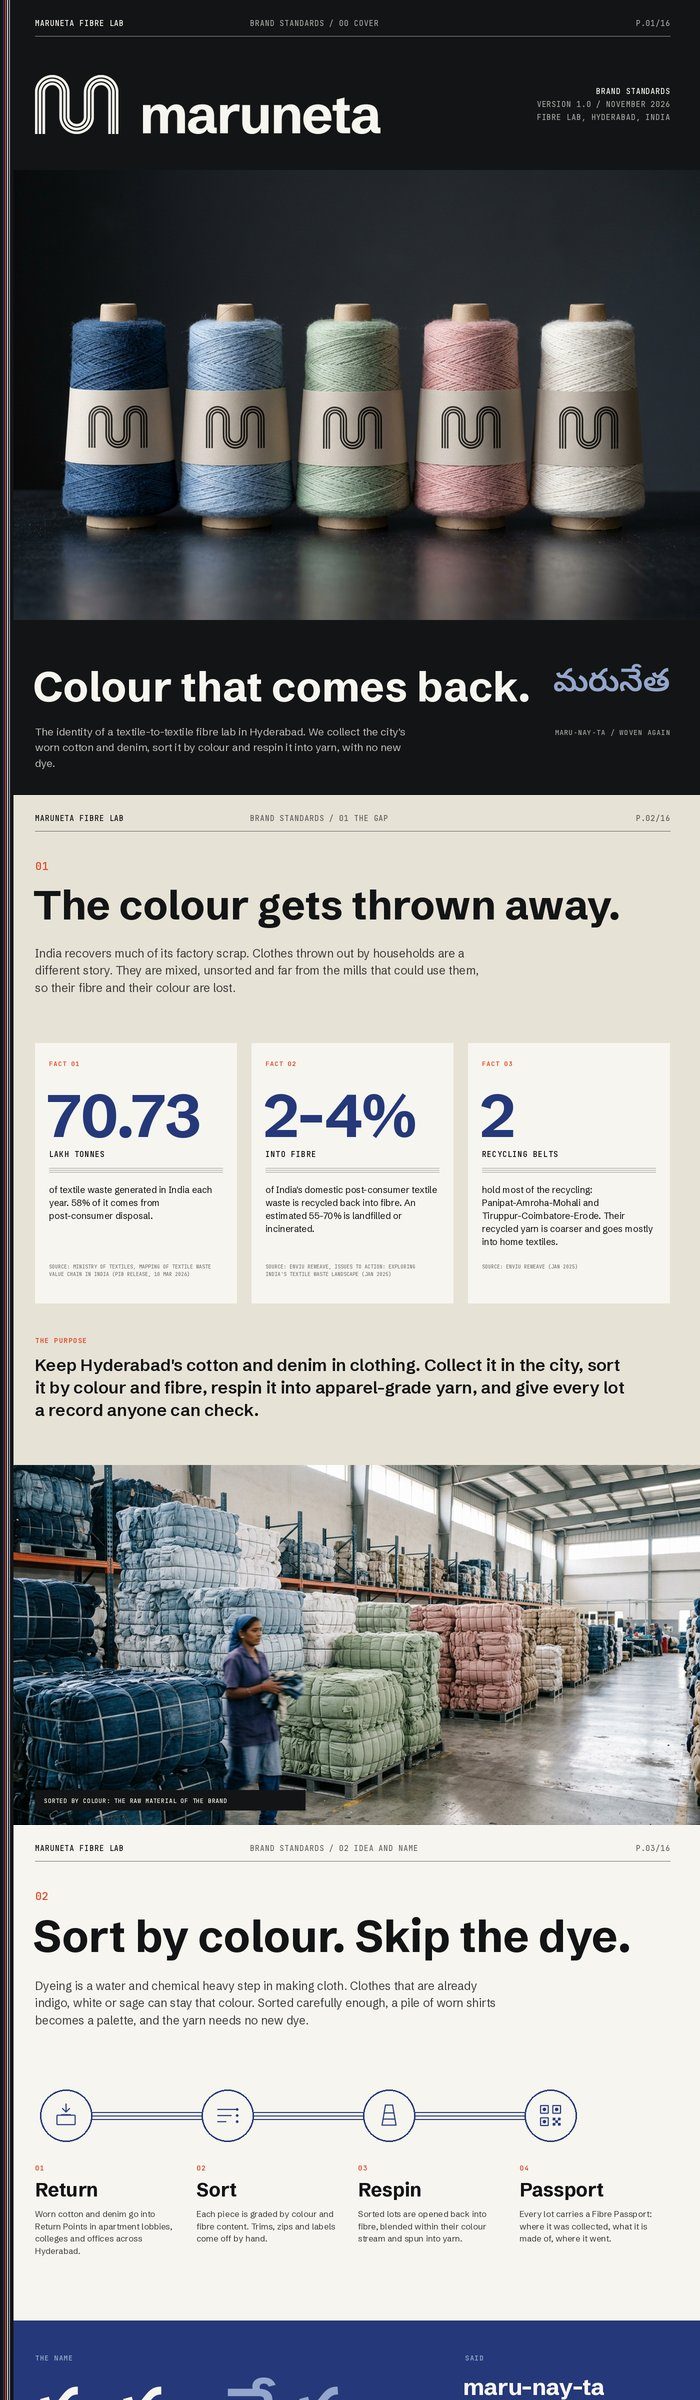 MARUNETA FIBRE LAB
BRAND STANDARDS / 00 COVER
P.01/16
maruneta
BRAND STANDARDS
VERSION 1.0 / NOVEMBER 2026
FIBRE LAB, HYDERABAD, INDIA
Colour that comes back.
మరునేత
The identity of a textile-to-textile fibre lab in Hyderabad. We collect the city's
worn cotton and denim, sort it by colour and respin it into yarn, with no new
dye.
MARU-NAY-TA / WOVEN AGAIN
MARUNETA FIBRE LAB
BRAND STANDARDS / 01 THE GAP
P.02/16
01
The colour gets thrown away.
India recovers much of its factory scrap. Clothes thrown out by households are a
different story. They are mixed, unsorted and far from the mills that could use them,
so their fibre and their colour are lost.
FACT 01
70.73
LAKH TONNES
of textile waste generated in India each
year. 58% of it comes from
post-consumer disposal.
SOURCE: MINISTRY OF TEXTILES, MAPPING OF TEXTILE WASTE
VALUE CHAIN IN INDIA (PIB RELEASE, 10 MAR 2026)
FACT 02
2-4%
INTO FIBRE
of India's domestic post-consumer textile
waste is recycled back into fibre. An
estimated 55-70% is landfilled or
incinerated.
SOURCE: ENVIU REWEAVE, ISSUES TO ACTION: EXPLORING
INDIA'S TEXTILE WASTE LANDSCAPE (JAN 2025)
FACT 03
2
RECYCLING BELTS
hold most of the recycling:
Panipat-Amroha-Mohali and
Tiruppur-Coimbatore-Erode. Their
recycled yarn is coarser and goes mostly
into home textiles.
SOURCE: ENVIU REWEAVE (JAN 2025)
THE PURPOSE
Keep Hyderabad's cotton and denim in clothing. Collect it in the city, sort
it by colour and fibre, respin it into apparel-grade yarn, and give every lot
a record anyone can check.
SORTED BY COLOUR: THE RAW MATERIAL OF THE BRAND
MARUNETA FIBRE LAB
BRAND STANDARDS / 02 IDEA AND NAME
P.03/16
02
Sort by colour. Skip the dye.
Dyeing is a water and chemical heavy step in making cloth. Clothes that are already
indigo, white or sage can stay that colour. Sorted carefully enough, a pile of worn shirts
becomes a palette, and the yarn needs no new dye.
01
Return
Worn cotton and denim go into
Return Points in apartment lobbies,
colleges and offices across
Hyderabad.
02
Sort
Each piece is graded by colour and
fibre content. Trims, zips and labels
come off by hand.
03
Respin
Sorted lots are opened back into
fibre, blended within their colour
stream and spun into yarn.
04
Passport
Every lot carries a Fibre Passport:
where it was collected, what it is
made of, where it went.
THE NAME
SAID
maru-nay-ta